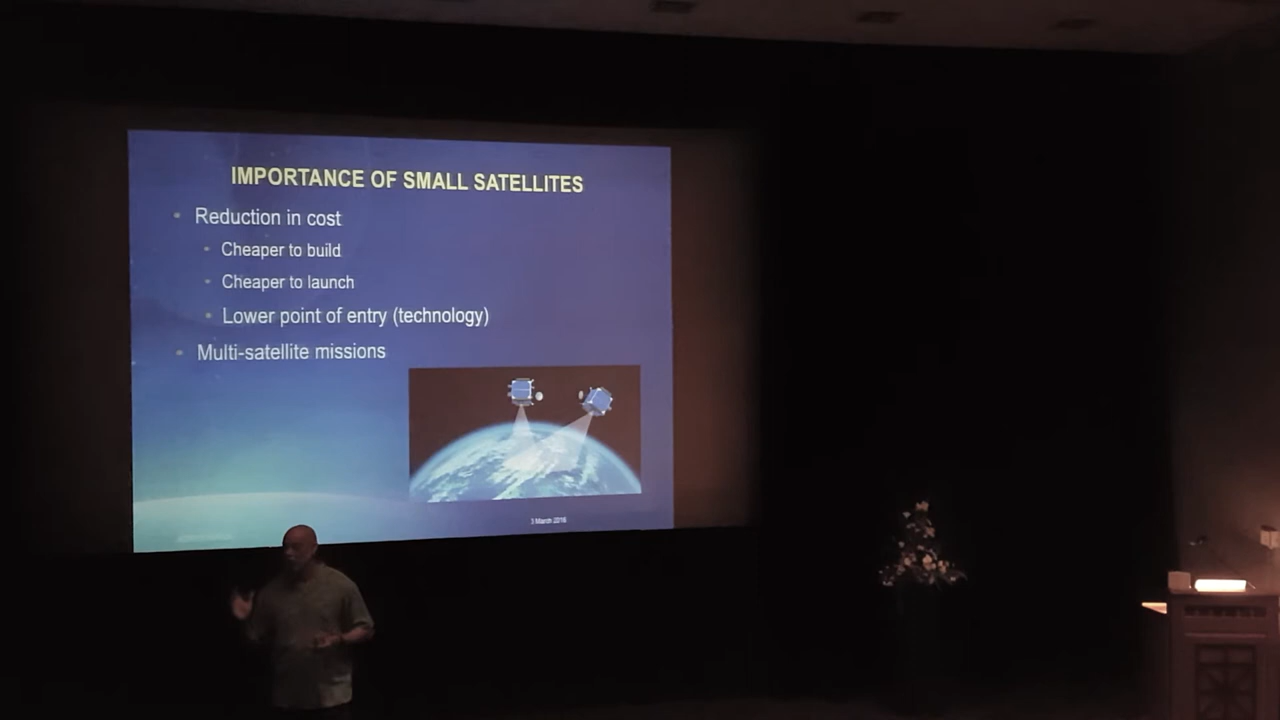 IMPORTANCE OF SMALL SATELLITES
Reduction in cost
Cheaper to build
Cheaper to launch
Lower point of entry (technology)
Multi-satellite missions
3 March 2016